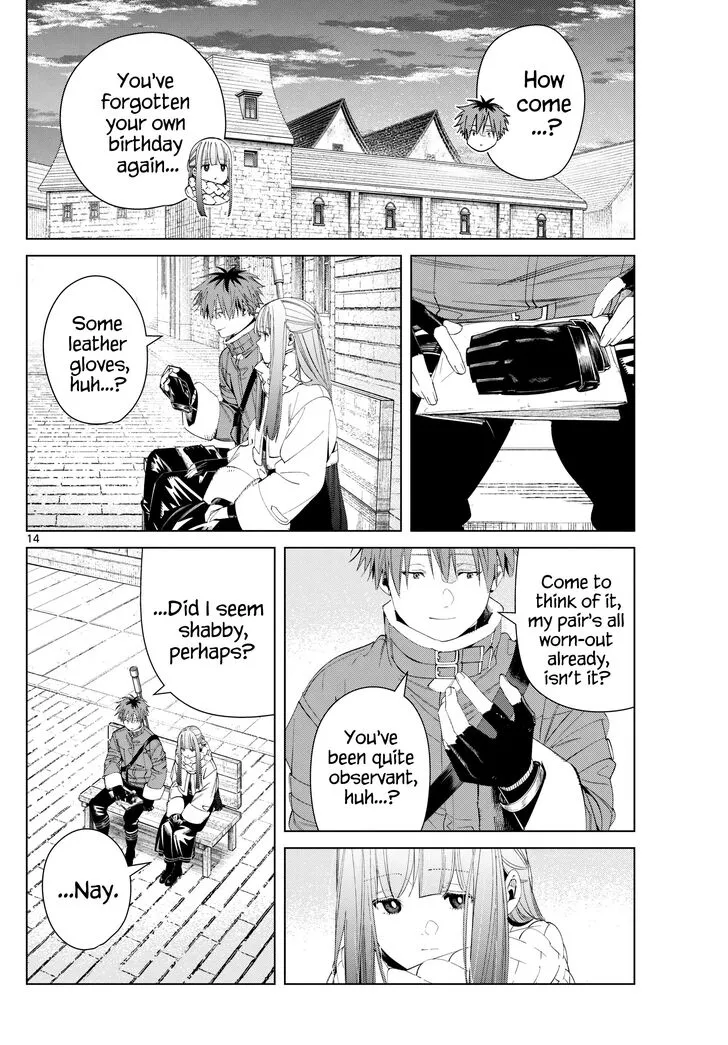 How
come
...?
You've
forgotten
your own
birthday
again...
Some
leather
gloves,
huh...?
14
Come to
think of it,
my pair's all
worn-out
already,
isn't it?
You've
been quite
observant,
huh...?
...Did I seem
shabby,
perhaps?
...Nay.